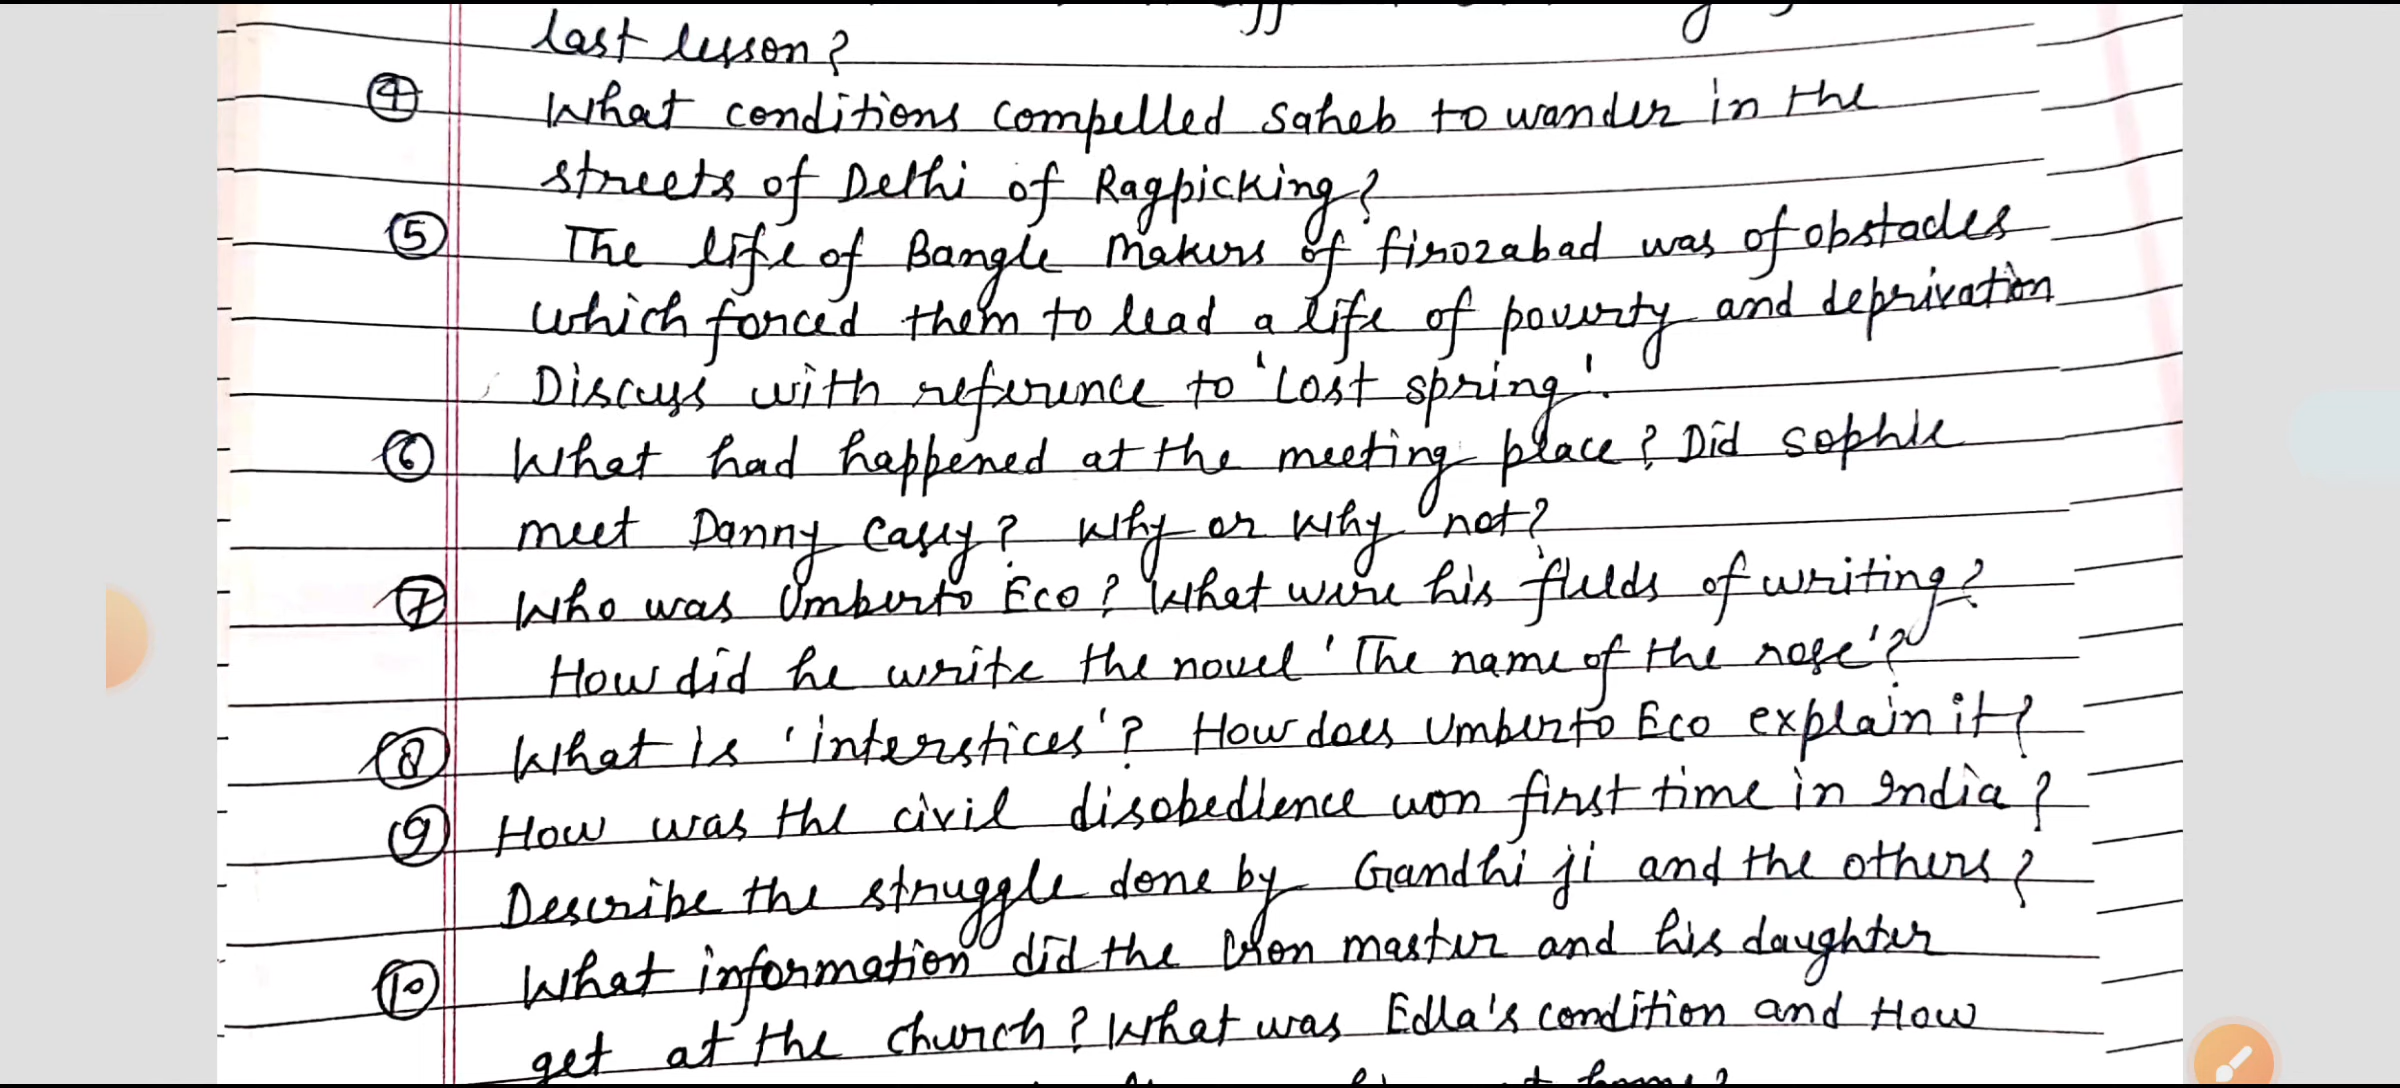 last lesson?
④ What conditions compelled Saheb to wander in the
streets of Delhi of Ragpicking?
⑤ The life of Bangle Makers of firozabad was of obstacles
which forced them to lead a life of poverty and deprivation
Discuss with reference to 'Lost spring'.
⑥ What had happened at the meeting place? Did sophie
meet Danny Casey? Why or Why not?
⑦ Who was Umberto Eco? What were his fields of writing?
How did he write the novel 'The name of the rose'?
⑧ What is 'interstices'? How does Umberto Eco explain it?
⑨ How was the civil disobedience won first time in India?
Describe the struggle done by Gandhi ji and the others?
⑩ What information did the Iron master and his daughter
get at the church? What was Edla's condition and How